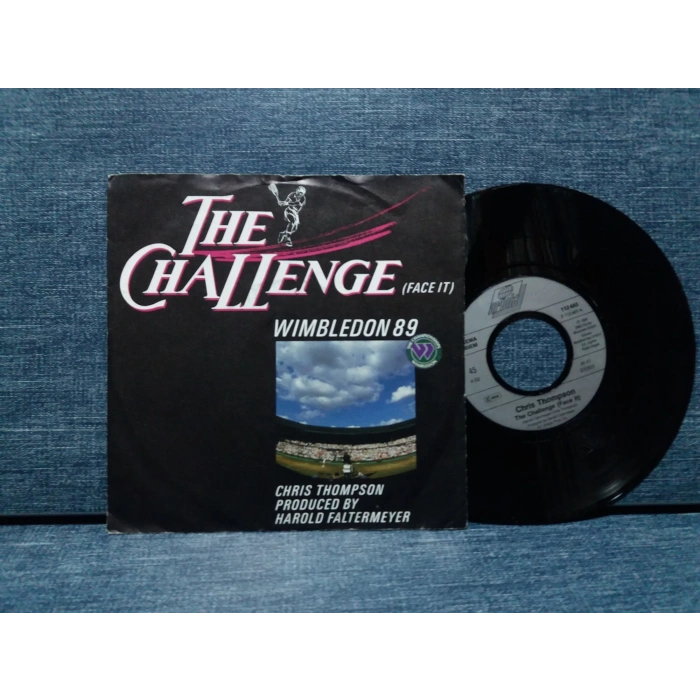 THE
CHALLENGE
(FACE IT)
WIMBLEDON 89
CHRIS THOMPSON
PRODUCED BY
HAROLD FALTERMEYER
45
Chris Thompson
The Challenge (Face It)